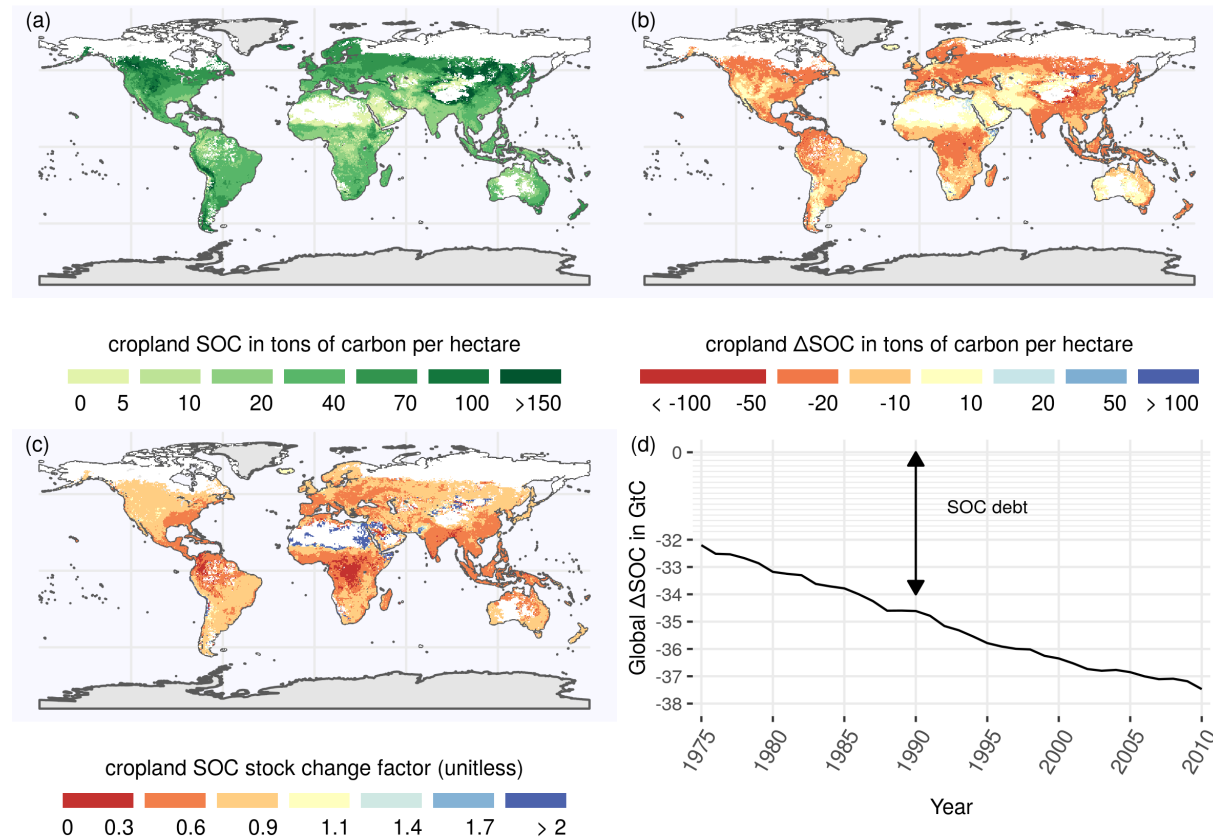 (a)
(b)
cropland SOC in tons of carbon per hectare
0 5 10 20 40 70 100 >150
cropland ΔSOC in tons of carbon per hectare
< -100 -50 -20 -10 10 20 50 > 100
(c)
cropland SOC stock change factor (unitless)
0 0.3 0.6 0.9 1.1 1.4 1.7 > 2
(d)
Global ΔSOC in GtC
0
-32
-33
-34
-35
-36
-37
-38
SOC debt
1975 1980 1985 1990 1995 2000 2005 2010
Year